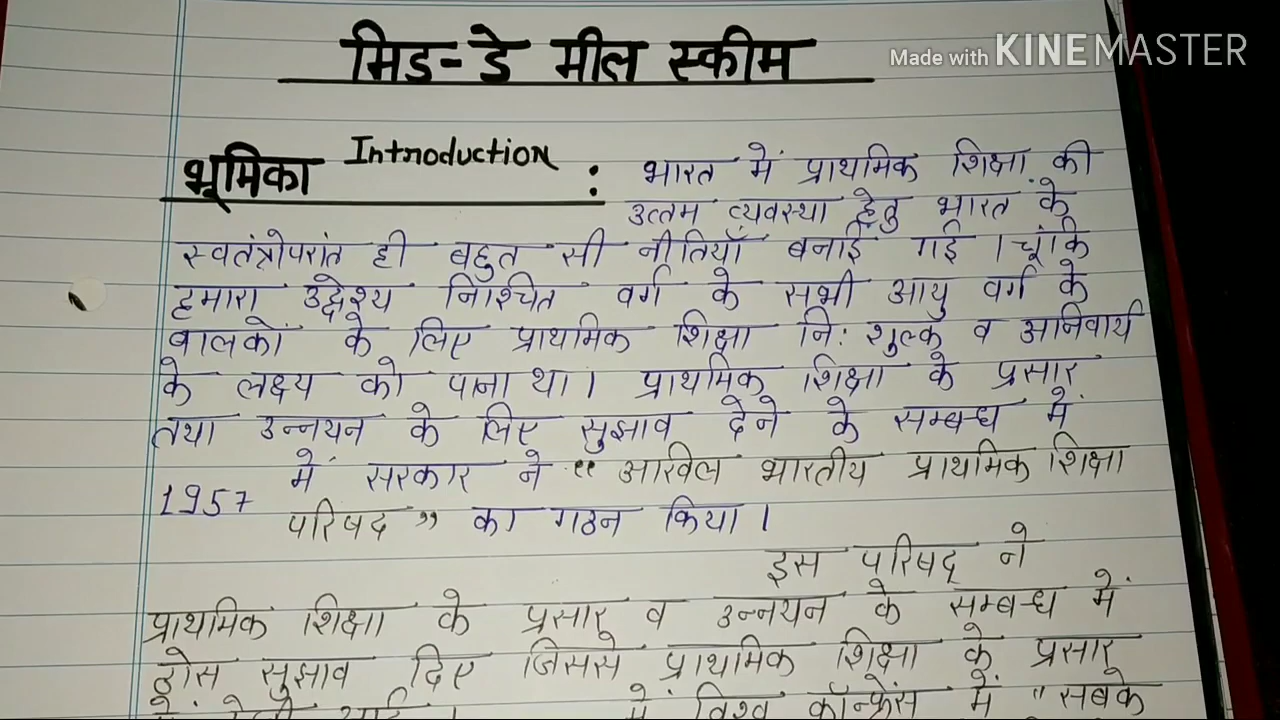 मिड-डे मील स्कीम
Made with KINEMASTER
भूमिका Introduction : भारत में प्राथमिक शिक्षा की
उत्तम व्यवस्था हेतु भारत के
स्वतंत्रोपरांत ही बहुत सी नीतियाँ बनाई गई । चूंकि
हमारा उद्देश्य निश्चित वर्ग के सभी आयु वर्ग के
बालकों के लिए प्राथमिक शिक्षा नि: शुल्क व अनिवार्य
के लक्ष्य को पाना था । प्राथमिक शिक्षा के प्रसार
तथा उन्नयन के लिए सुझाव देने के सम्बन्ध में
1957 में सरकार ने “ अखिल भारतीय प्राथमिक शिक्षा
परिषद ” का गठन किया ।
इस परिषद् ने
प्राथमिक शिक्षा के प्रसार व उन्नयन के सम्बन्ध में
ठोस सुझाव दिए जिससे प्राथमिक शिक्षा के प्रसार
में तेजी आई । में विश्व कॉन्फ्रेंस में “ सबके